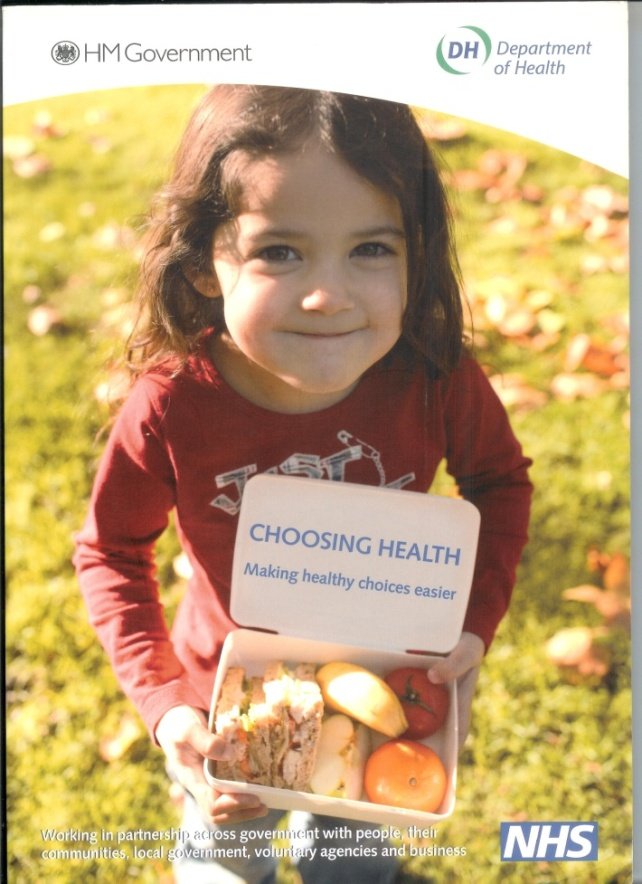 HM Government
DH Department
of Health
JUST
CHOOSING HEALTH
Making healthy choices easier
Working in partnership across government with people, their
communities, local government, voluntary agencies and business
NHS